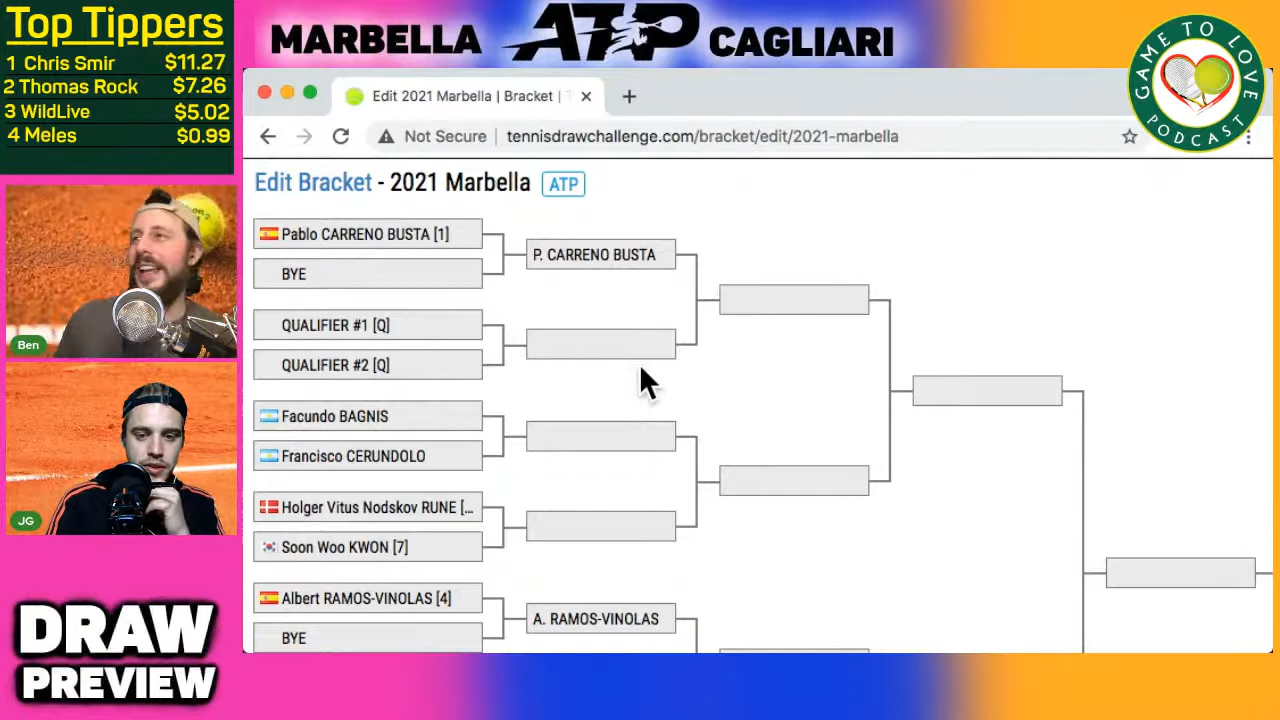 Top Tippers
1 Chris Smir $11.27
2 Thomas Rock $7.26
3 WildLive $5.02
4 Meles $0.99
MARBELLA ATP CAGLIARI
GAME TO LOVE PODCAST
Edit 2021 Marbella | Bracket |
Not Secure tennisdrawchallenge.com/bracket/edit/2021-marbella
Edit Bracket - 2021 Marbella ATP
Pablo CARRENO BUSTA [1]
P. CARRENO BUSTA
BYE
QUALIFIER #1 [Q]
QUALIFIER #2 [Q]
Facundo BAGNIS
Francisco CERUNDOLO
Holger Vitus Nodskov RUNE [...
Soon Woo KWON [7]
Albert RAMOS-VINOLAS [4]
A. RAMOS-VINOLAS
BYE
Ben
JG
DRAW
PREVIEW